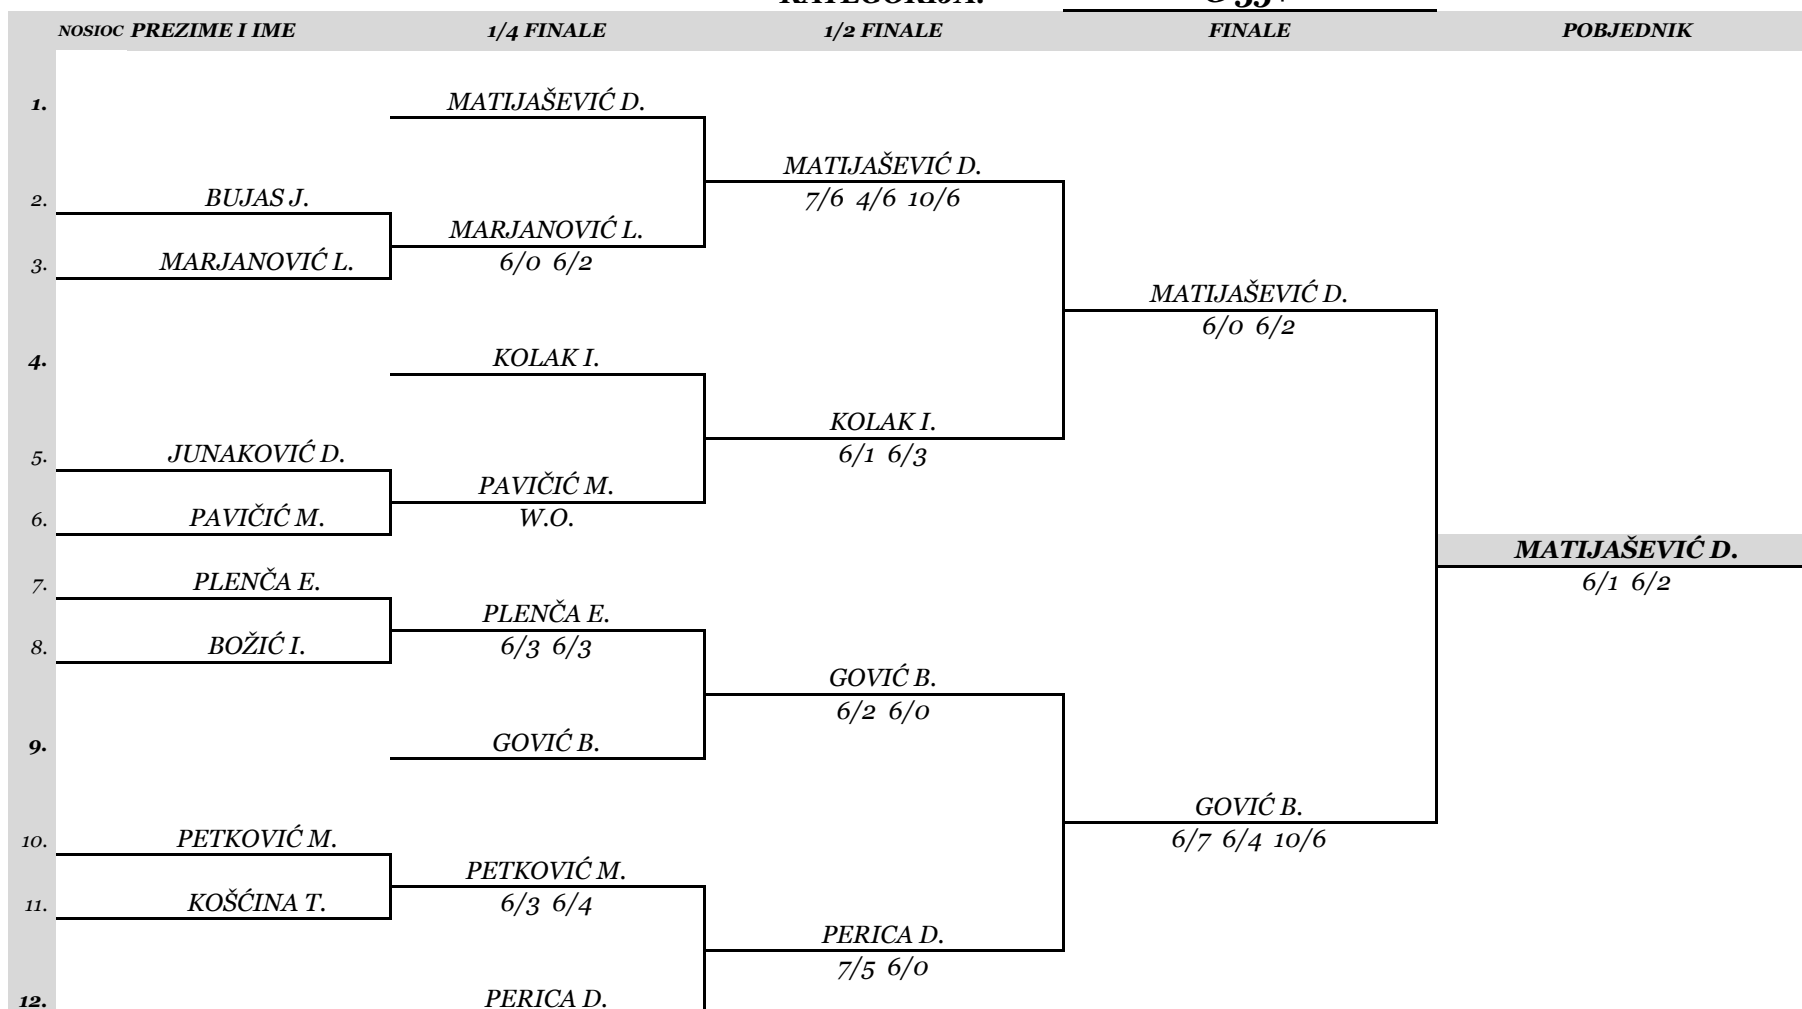 NOSIOC PREZIME I IME 1/4 FINALE 1/2 FINALE FINALE POBJEDNIK
1. MATIJAŠEVIĆ D.
MATIJAŠEVIĆ D.
2. BUJAS J. 7/6 4/6 10/6
MARJANOVIĆ L.
3. MARJANOVIĆ L. 6/0 6/2
MATIJAŠEVIĆ D.
6/0 6/2
4. KOLAK I.
KOLAK I.
5. JUNAKOVIĆ D. 6/1 6/3
PAVIČIĆ M.
6. PAVIČIĆ M. W.O.
MATIJAŠEVIĆ D.
7. PLENČA E. 6/1 6/2
PLENČA E.
8. BOŽIĆ I. 6/3 6/3
GOVIĆ B.
6/2 6/0
9. GOVIĆ B.
GOVIĆ B.
10. PETKOVIĆ M. 6/7 6/4 10/6
PETKOVIĆ M.
11. KOŠĆINA T. 6/3 6/4
PERICA D.
7/5 6/0
12. PERICA D.